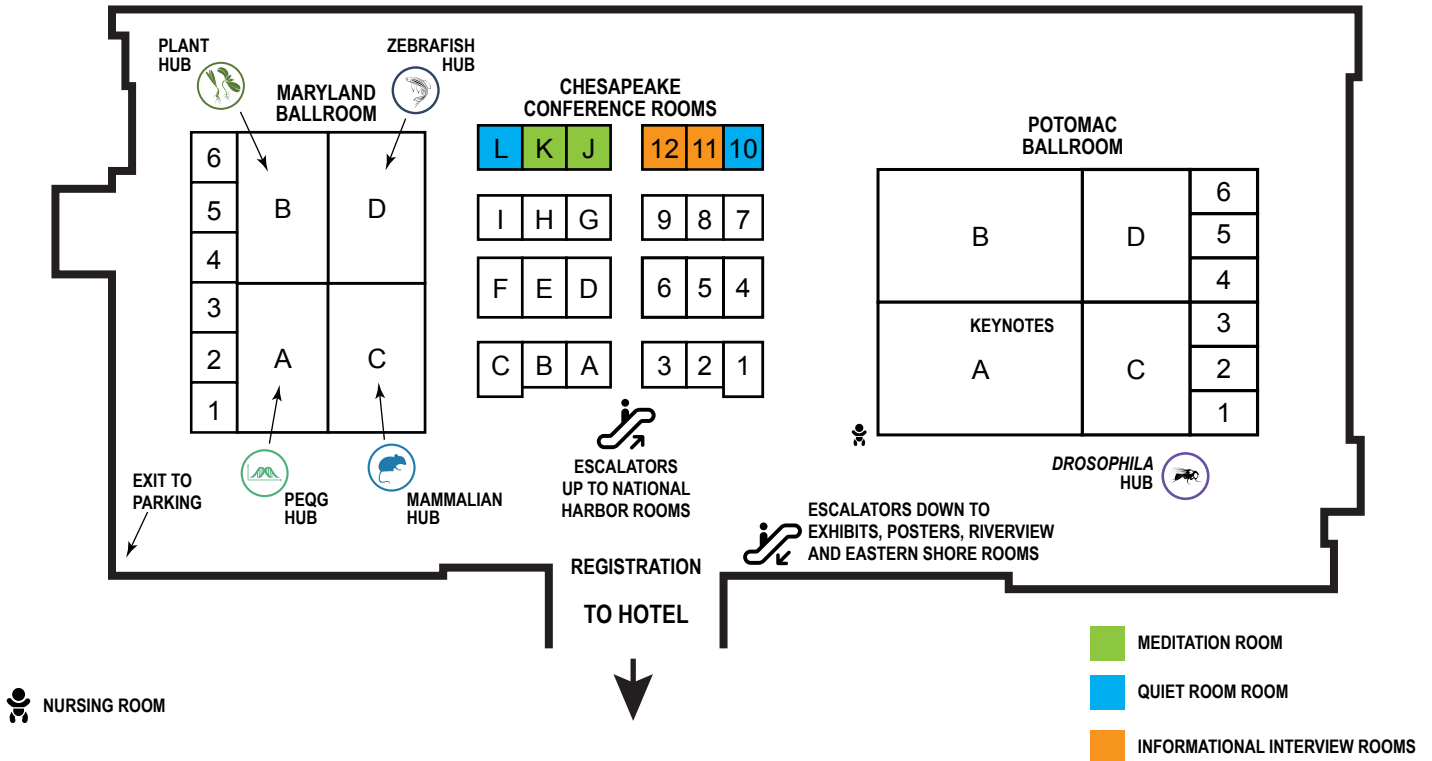 PLANT
HUB
ZEBRAFISH
HUB
MARYLAND
BALLROOM
CHESAPEAKE
CONFERENCE ROOMS
POTOMAC
BALLROOM
6
5
4
3
2
1
B
D
A
C
L K J
12 11 10
I H G
9 8 7
F E D
6 5 4
C B A
3 2 1
B
D
KEYNOTES
A
C
6
5
4
3
2
1
EXIT TO
PARKING
PEQG
HUB
MAMMALIAN
HUB
ESCALATORS
UP TO NATIONAL
HARBOR ROOMS
DROSOPHILA
HUB
ESCALATORS DOWN TO
EXHIBITS, POSTERS, RIVERVIEW
AND EASTERN SHORE ROOMS
REGISTRATION
TO HOTEL
NURSING ROOM
MEDITATION ROOM
QUIET ROOM ROOM
INFORMATIONAL INTERVIEW ROOMS